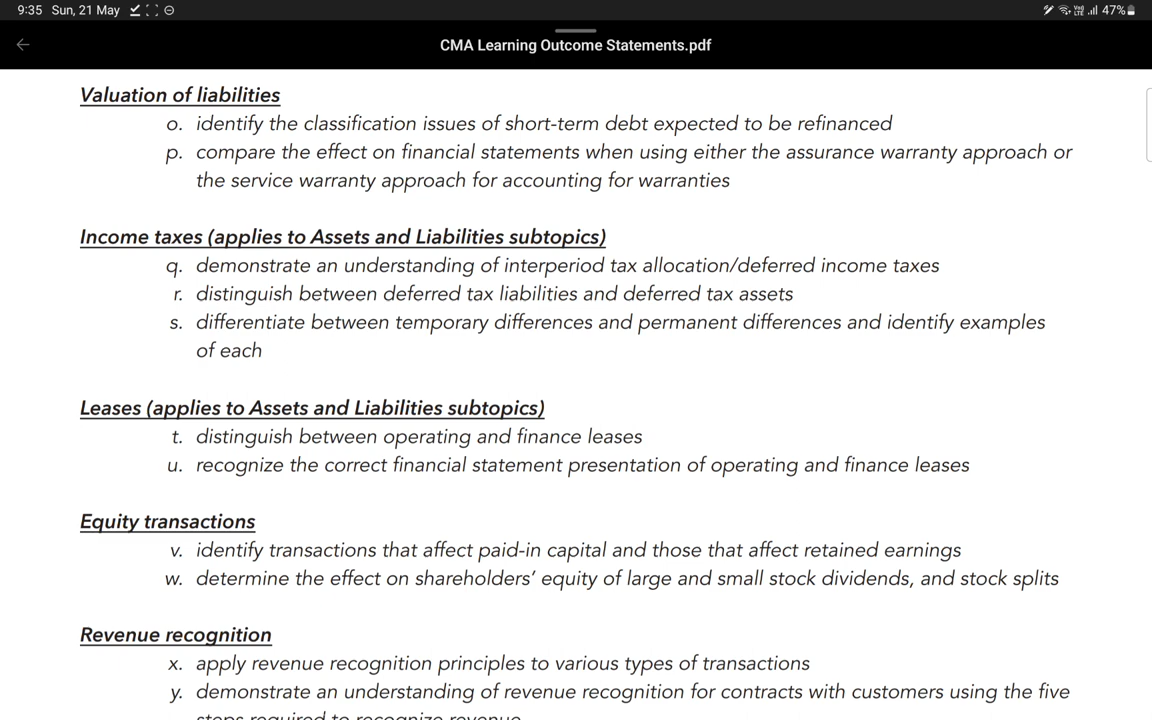 9:35 Sun, 21 May 47%
CMA Learning Outcome Statements.pdf
Valuation of liabilities
o. identify the classification issues of short-term debt expected to be refinanced
p. compare the effect on financial statements when using either the assurance warranty approach or
the service warranty approach for accounting for warranties
Income taxes (applies to Assets and Liabilities subtopics)
q. demonstrate an understanding of interperiod tax allocation/deferred income taxes
r. distinguish between deferred tax liabilities and deferred tax assets
s. differentiate between temporary differences and permanent differences and identify examples
of each
Leases (applies to Assets and Liabilities subtopics)
t. distinguish between operating and finance leases
u. recognize the correct financial statement presentation of operating and finance leases
Equity transactions
v. identify transactions that affect paid-in capital and those that affect retained earnings
w. determine the effect on shareholders’ equity of large and small stock dividends, and stock splits
Revenue recognition
x. apply revenue recognition principles to various types of transactions
y. demonstrate an understanding of revenue recognition for contracts with customers using the five
steps required to recognize revenue